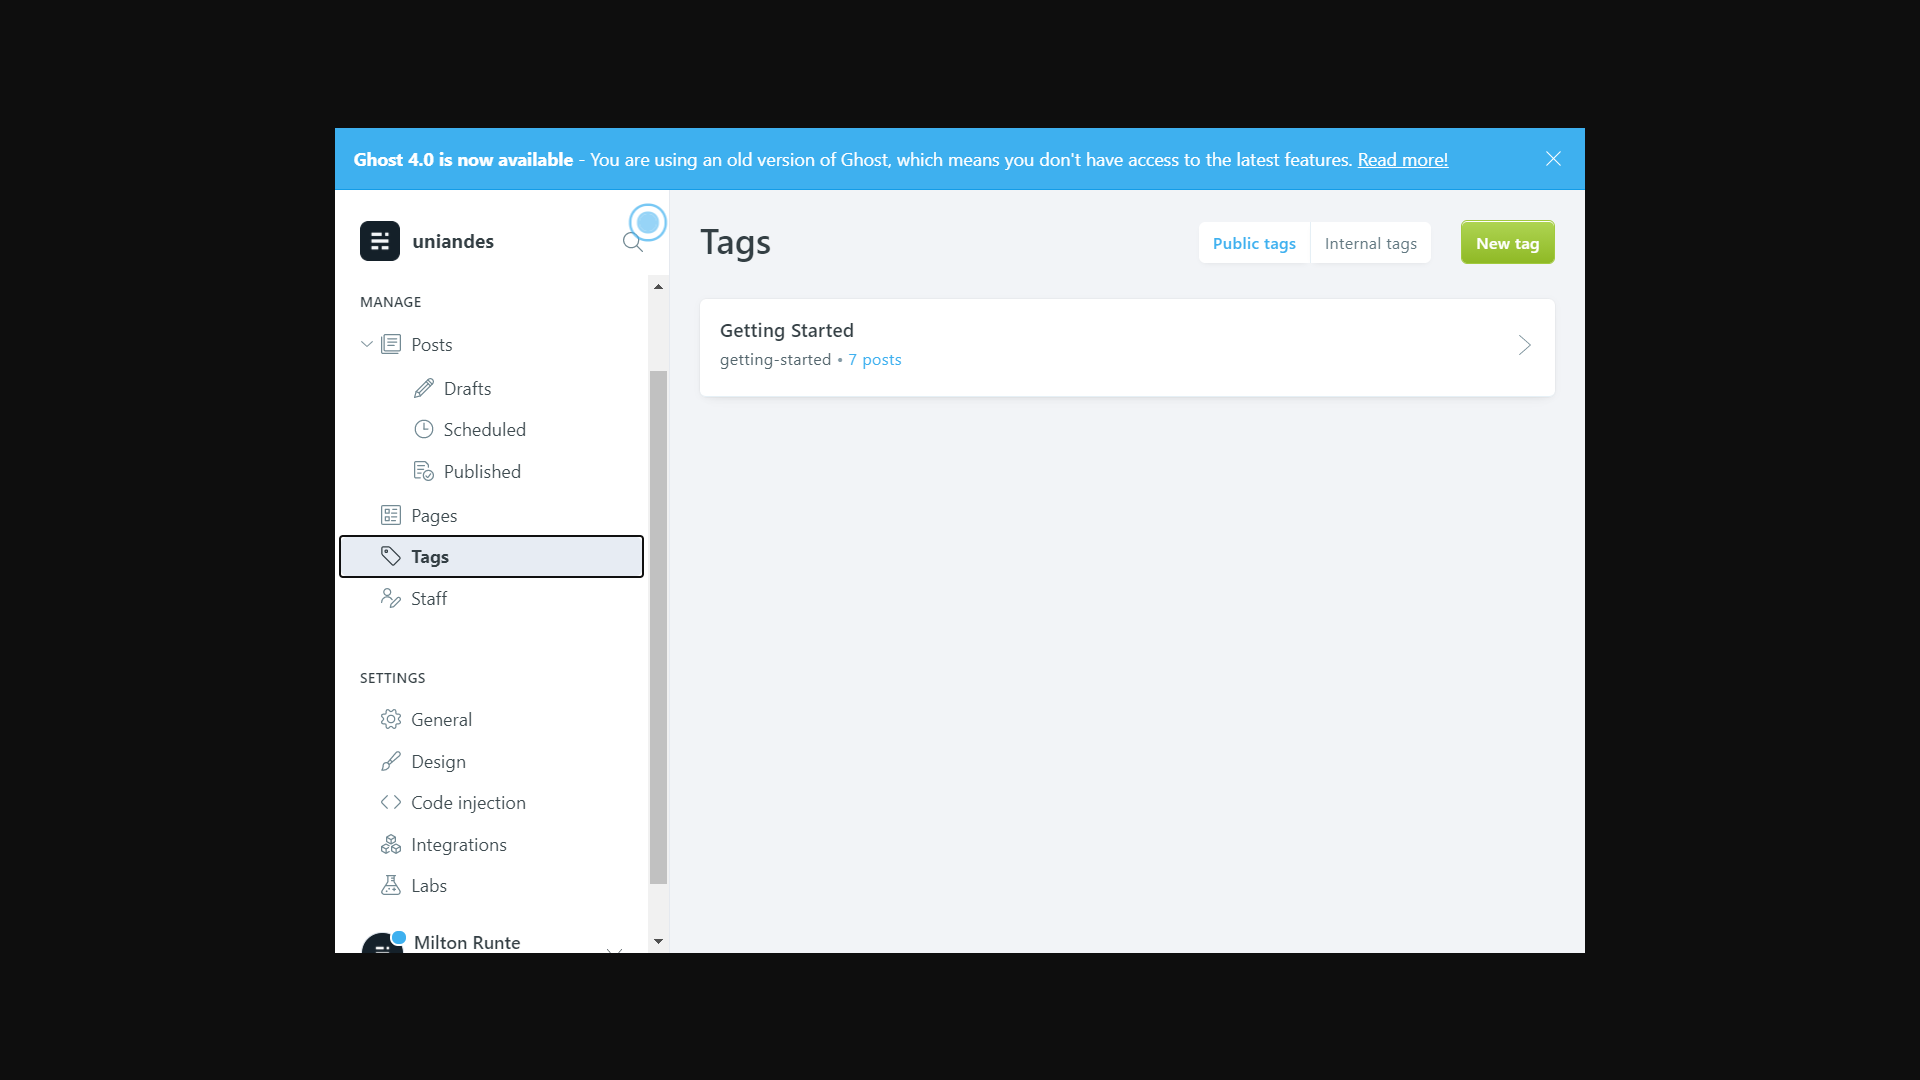 Ghost 4.0 is now available - You are using an old version of Ghost, which means you don't have access to the latest features. Read more!
uniandes
MANAGE
Posts
Drafts
Scheduled
Published
Pages
Tags
Staff
SETTINGS
General
Design
Code injection
Integrations
Labs
Milton Runte
Tags
Public tags
Internal tags
New tag
Getting Started
getting-started • 7 posts